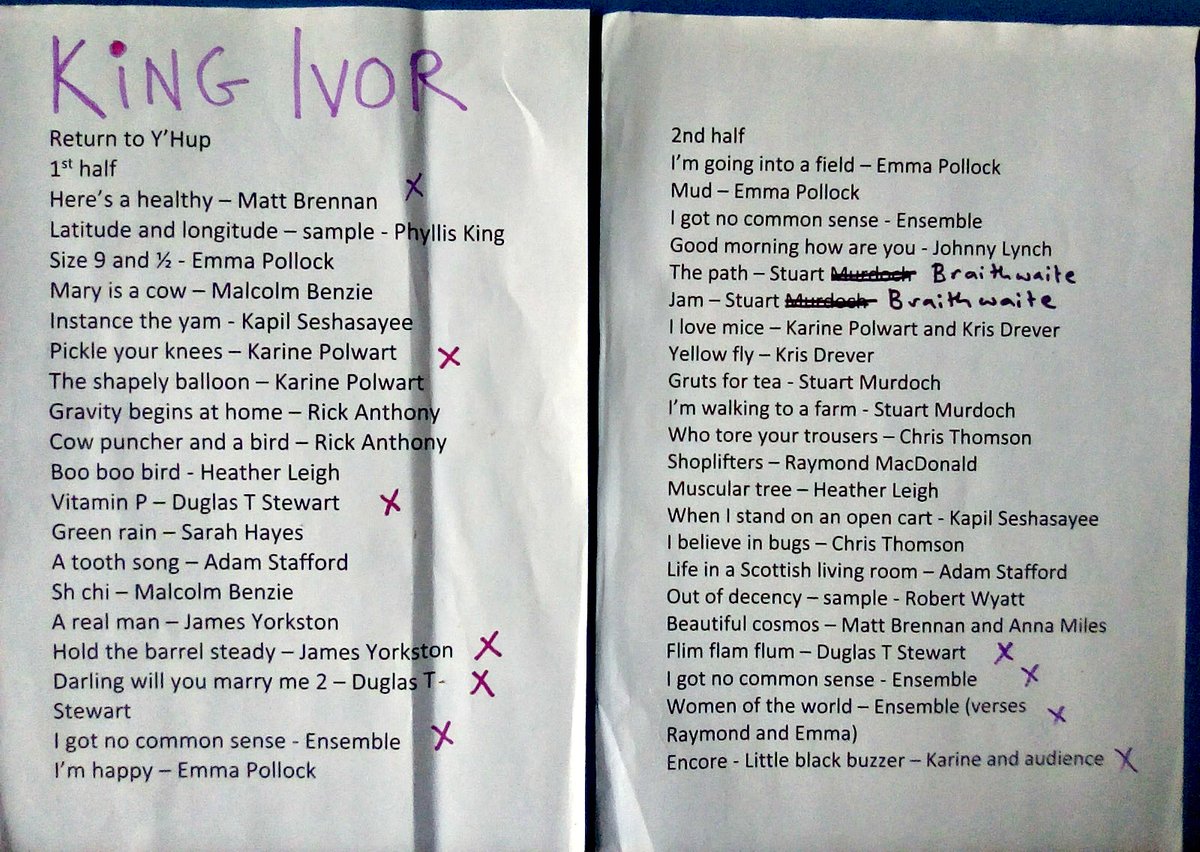 KiNG IVOR
Return to Y'Hup
1st half
Here's a healthy – Matt Brennan X
Latitude and longitude – sample - Phyllis King
Size 9 and ½ - Emma Pollock
Mary is a cow – Malcolm Benzie
Instance the yam - Kapil Seshasayee
Pickle your knees – Karine Polwart X
The shapely balloon – Karine Polwart
Gravity begins at home – Rick Anthony
Cow puncher and a bird – Rick Anthony
Boo boo bird - Heather Leigh
Vitamin P – Duglas T Stewart X
Green rain – Sarah Hayes
A tooth song – Adam Stafford
Sh chi – Malcolm Benzie
A real man – James Yorkston
Hold the barrel steady – James Yorkston X
Darling will you marry me 2 – Duglas T X
Stewart
I got no common sense - Ensemble X
I'm happy – Emma Pollock
2nd half
I'm going into a field – Emma Pollock
Mud – Emma Pollock
I got no common sense - Ensemble
Good morning how are you - Johnny Lynch
The path – Stuart Murdoch Braithwaite
Jam – Stuart Murdoch Braithwaite
I love mice – Karine Polwart and Kris Drever
Yellow fly – Kris Drever
Gruts for tea - Stuart Murdoch
I'm walking to a farm - Stuart Murdoch
Who tore your trousers – Chris Thomson
Shoplifters – Raymond MacDonald
Muscular tree – Heather Leigh
When I stand on an open cart - Kapil Seshasayee
I believe in bugs – Chris Thomson
Life in a Scottish living room – Adam Stafford
Out of decency – sample - Robert Wyatt
Beautiful cosmos – Matt Brennan and Anna Miles
Flim flam flum – Duglas T Stewart X
I got no common sense - Ensemble X
Women of the world – Ensemble (verses X
Raymond and Emma)
Encore - Little black buzzer – Karine and audience X